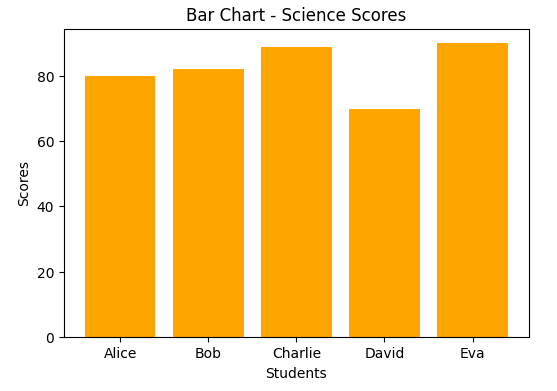 Bar Chart - Science Scores
80
60
40
20
0
Scores
Alice Bob Charlie David Eva
Students